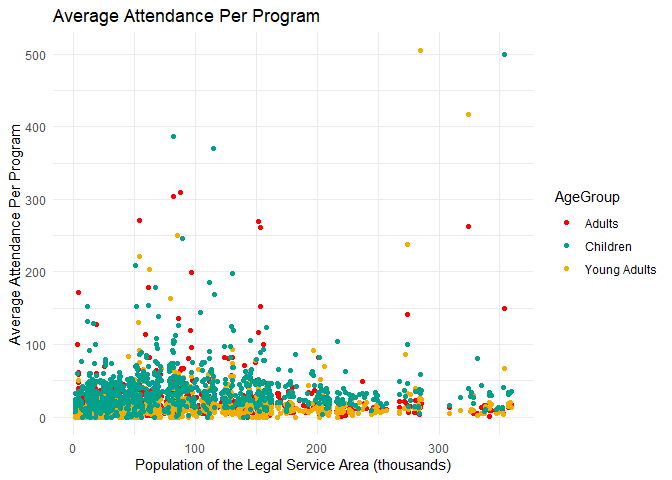 Average Attendance Per Program
500
400
300
200
100
0
Average Attendance Per Program
0 100 200 300
Population of the Legal Service Area (thousands)
AgeGroup
Adults
Children
Young Adults